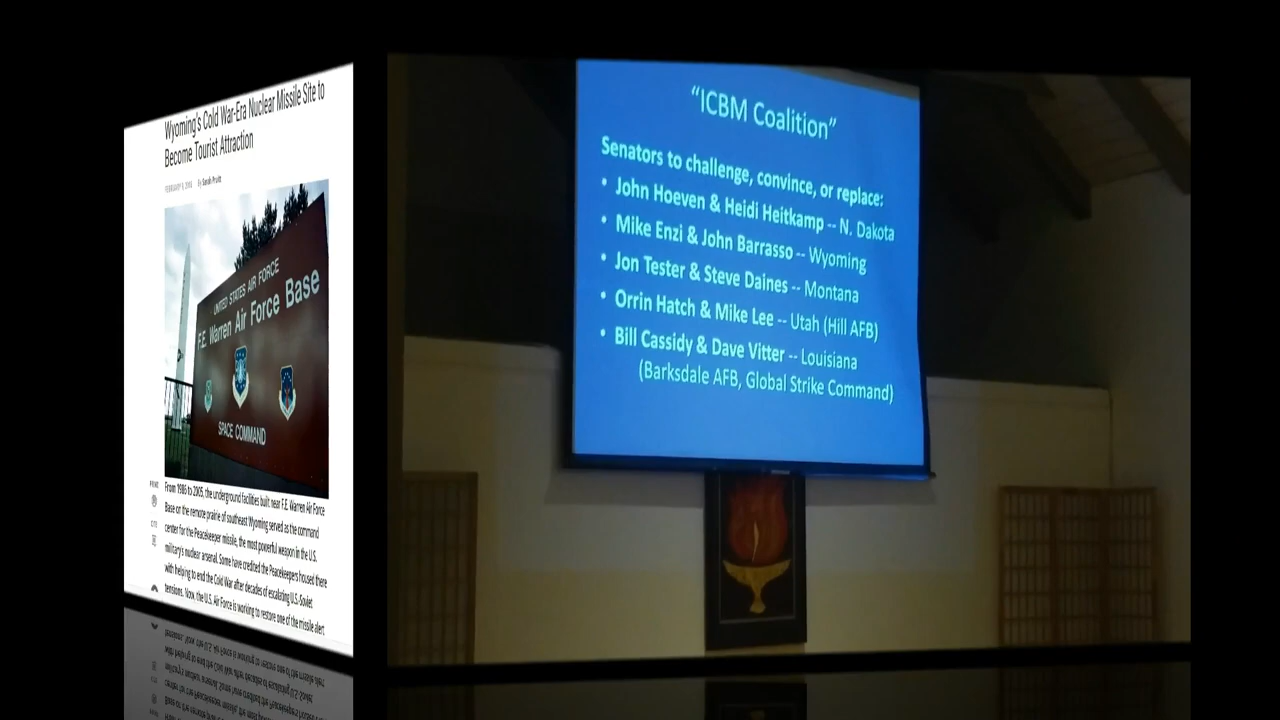 Wyoming's Cold War-Era Nuclear Missile Site to
Become Tourist Attraction
FEBRUARY By Sarah Pruitt
UNITED STATES AIR FORCE
F.E. Warren Air Force Base
SPACE COMMAND
PRINT
CITE
From 1986 to 2005, the underground facilities built near F.E. Warren Air Force
Base on the remote prairie of southeast Wyoming served as the command
center for the Peacekeeper missile, the most powerful weapon in the U.S.
military's nuclear arsenal. Some have credited the Peacekeepers housed there
with helping to end the Cold War after decades of escalating U.S.-Soviet
tensions. Now, the U.S. Air Force is working to restore one of the missile alert
“ICBM Coalition”
Senators to challenge, convince, or replace:
• John Hoeven & Heidi Heitkamp -- N. Dakota
• Mike Enzi & John Barrasso -- Wyoming
• Jon Tester & Steve Daines -- Montana
• Orrin Hatch & Mike Lee -- Utah (Hill AFB)
• Bill Cassidy & Dave Vitter -- Louisiana
(Barksdale AFB, Global Strike Command)